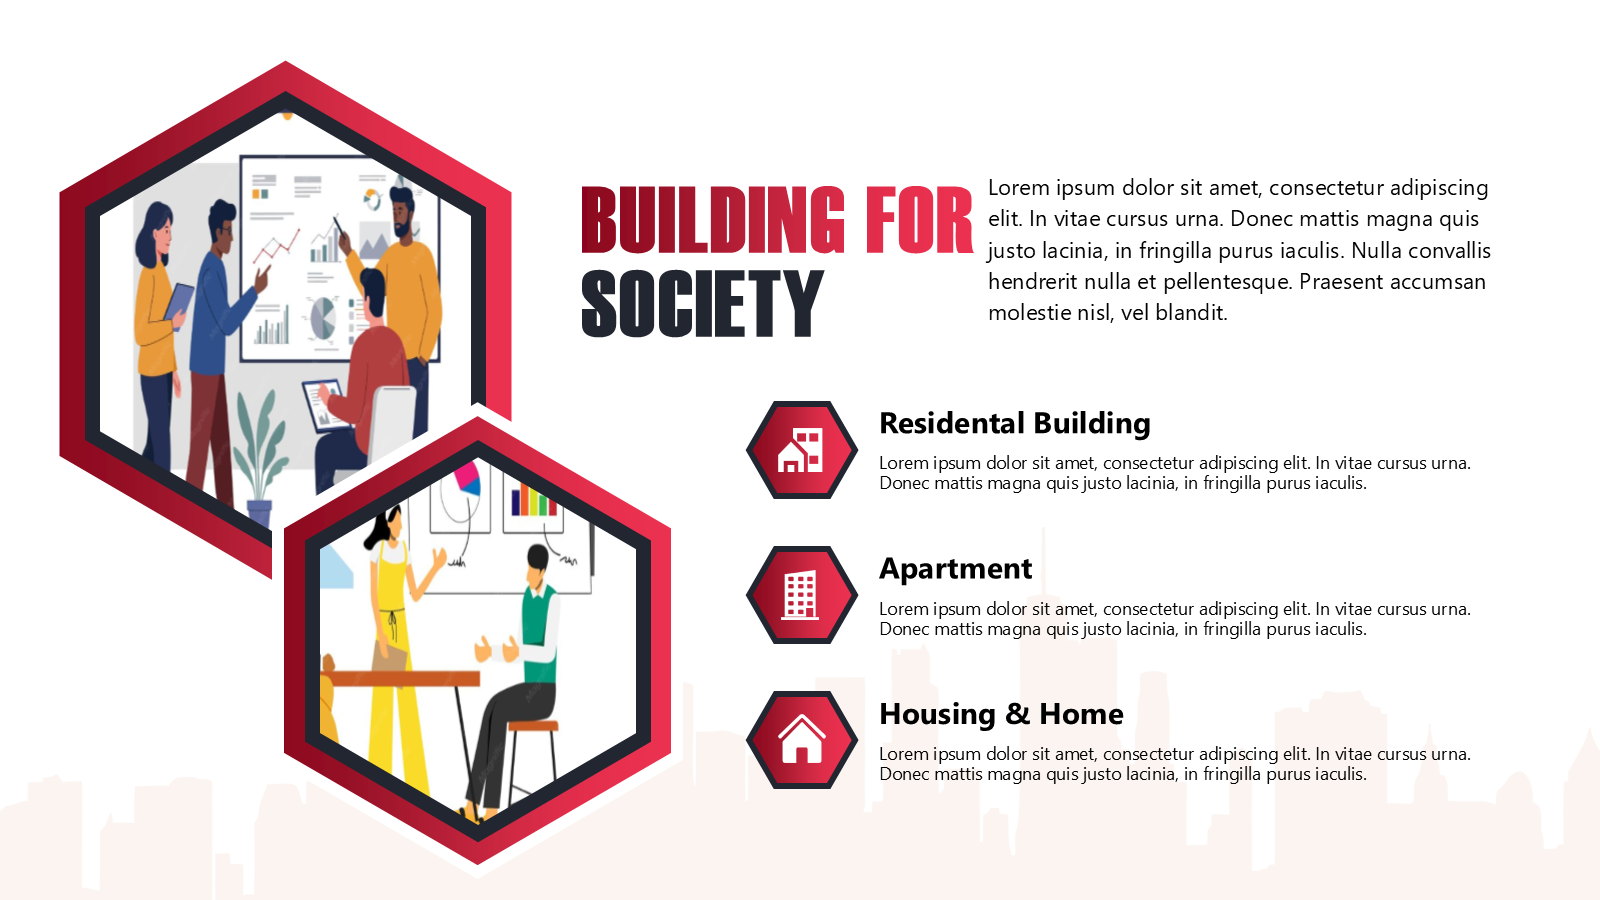 BUILDING FOR
SOCIETY
Lorem ipsum dolor sit amet, consectetur adipiscing
elit. In vitae cursus urna. Donec mattis magna quis
justo lacinia, in fringilla purus iaculis. Nulla convallis
hendrerit nulla et pellentesque. Praesent accumsan
molestie nisl, vel blandit.
Residental Building
Lorem ipsum dolor sit amet, consectetur adipiscing elit. In vitae cursus urna.
Donec mattis magna quis justo lacinia, in fringilla purus iaculis.
Apartment
Lorem ipsum dolor sit amet, consectetur adipiscing elit. In vitae cursus urna.
Donec mattis magna quis justo lacinia, in fringilla purus iaculis.
Housing & Home
Lorem ipsum dolor sit amet, consectetur adipiscing elit. In vitae cursus urna.
Donec mattis magna quis justo lacinia, in fringilla purus iaculis.